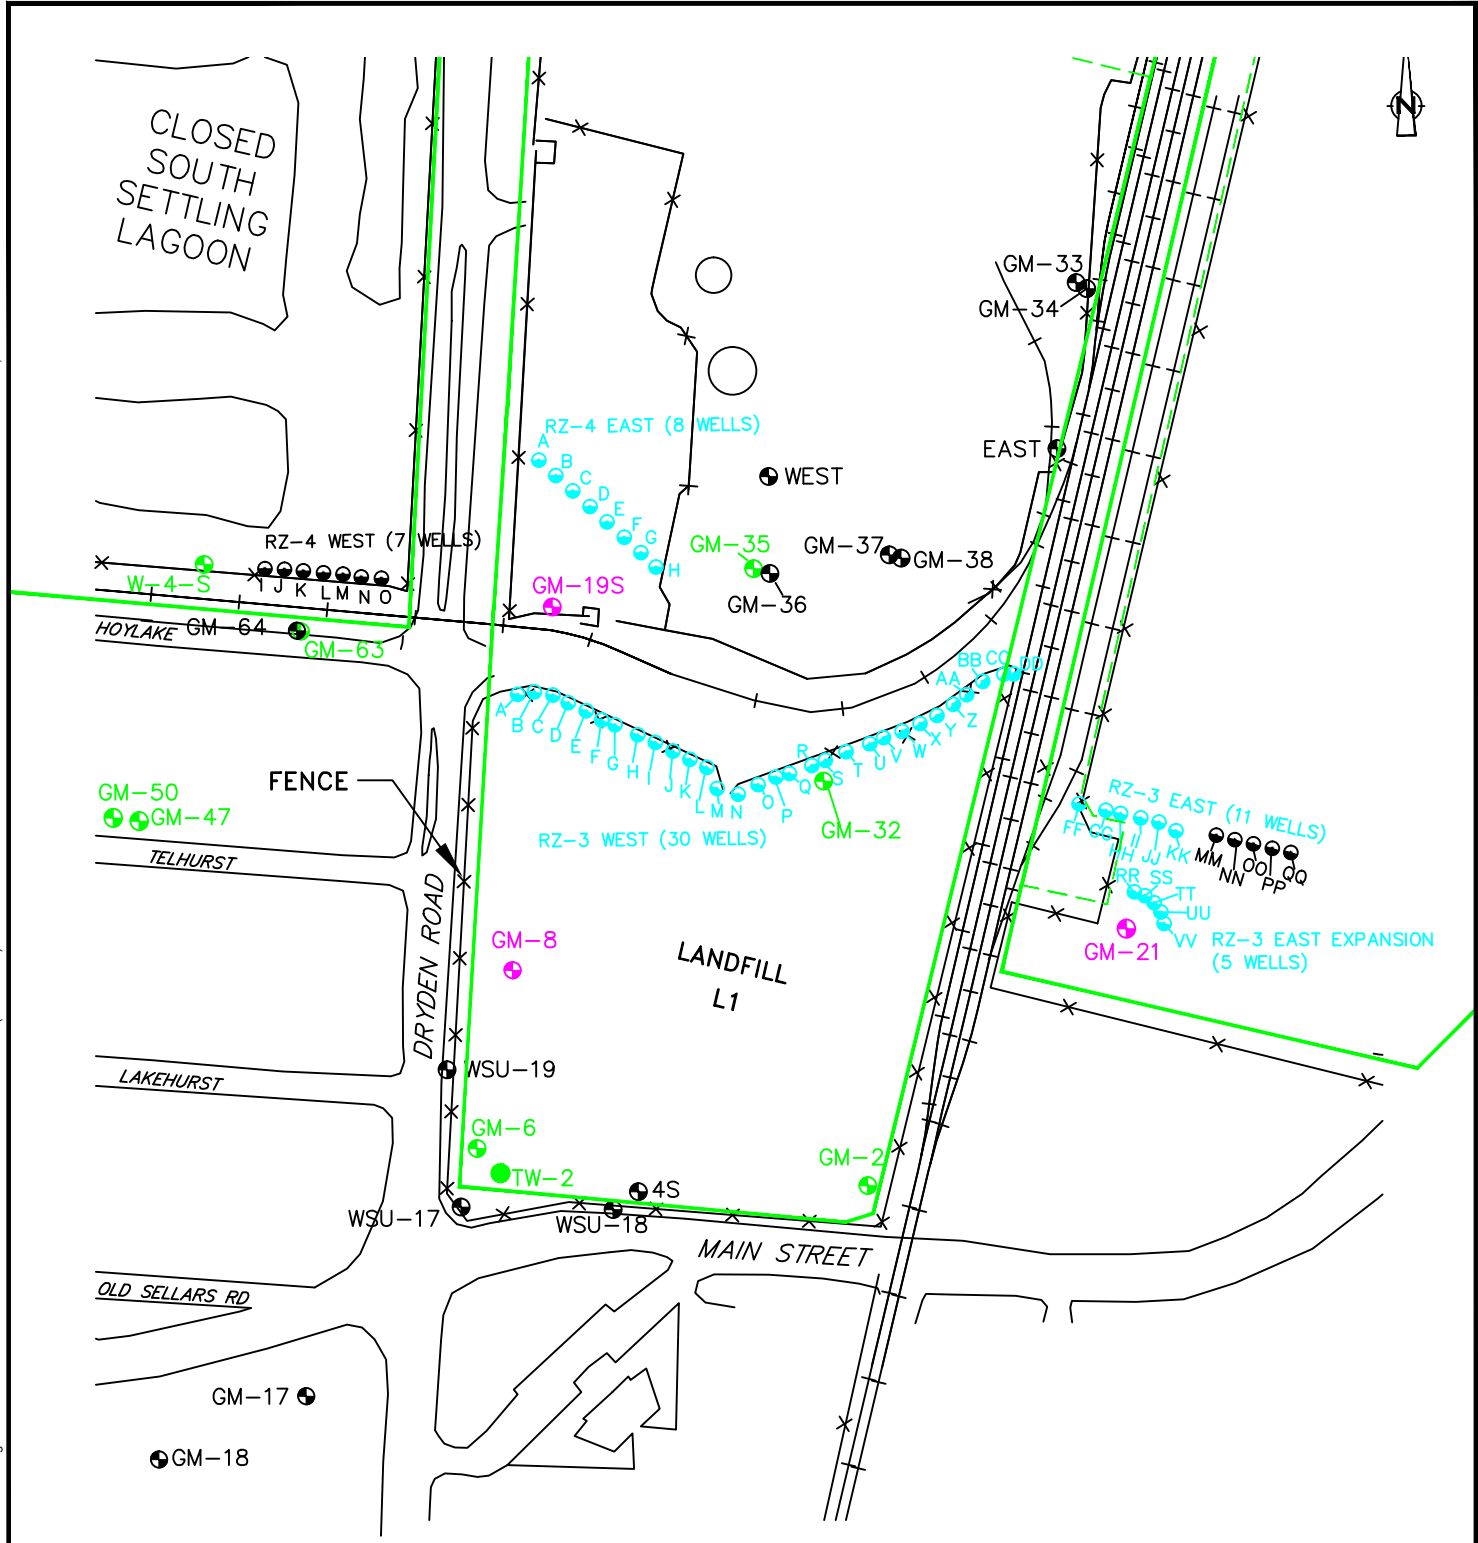 CLOSED
SOUTH
SETTLING
LAGOON
N
GM-33
GM-34
RZ-4 EAST (8 WELLS)
A
B
C
D
E
F
G
H
EAST
WEST
RZ-4 WEST (7 WELLS)
I J K L M N O
W-4-S
GM-35
GM-36
GM-37
GM-38
GM-19S
HOYLAKE
GM-64
GM-63
A
B
C
D
E
F
G
H
I
J
K
L
M
N
O
P
Q
R
S
T
U
V
W
X
Y
Z
AA
BB
CC
DD
FENCE
GM-50
GM-47
GM-32
RZ-3 WEST (30 WELLS)
RZ-3 EAST (11 WELLS)
FF
GG
HH
II
JJ
KK
MM
NN
OO
PP
QQ
TELHURST
RR
SS
TT
UU
VV
RZ-3 EAST EXPANSION
(5 WELLS)
GM-21
DRYDEN ROAD
GM-8
LANDFILL
L1
WSU-19
LAKEHURST
GM-6
TW-2
GM-2
4S
WSU-17
WSU-18
MAIN STREET
OLD SELLARS RD
GM-17
GM-18